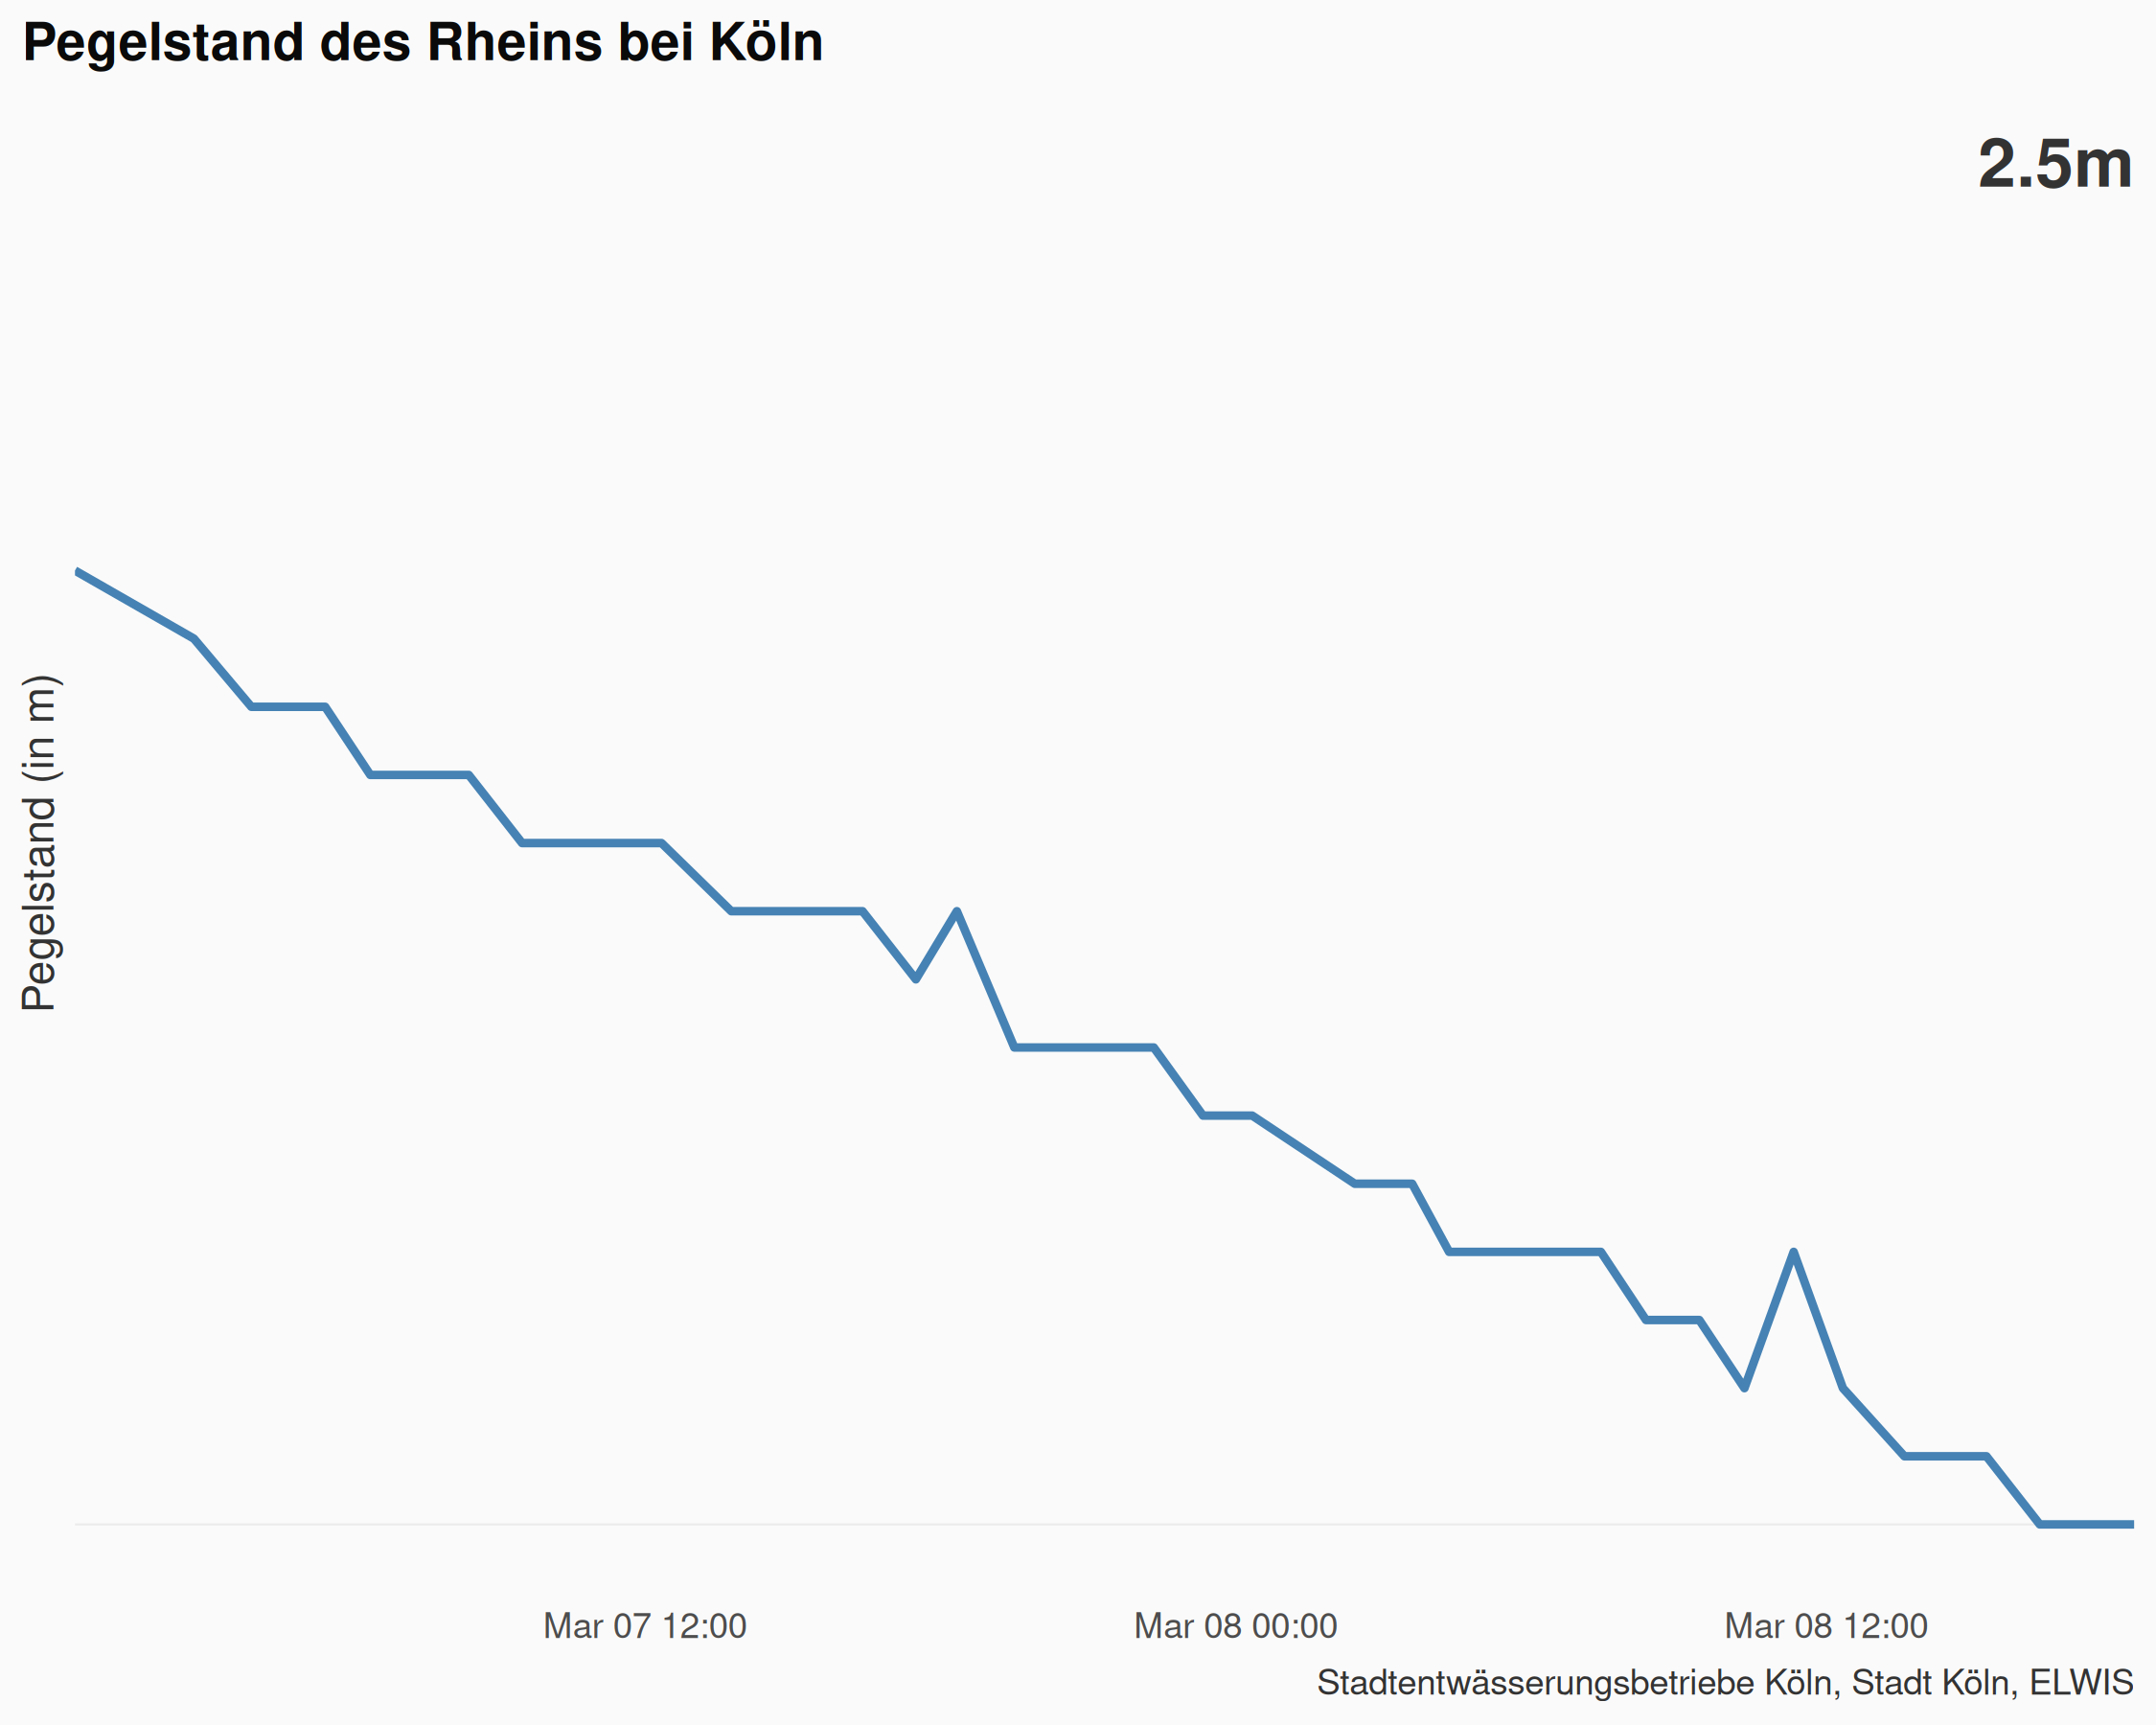 Pegelstand des Rheins bei Köln
2.5m
Pegelstand (in m)
Mar 07 12:00
Mar 08 00:00
Mar 08 12:00
Stadtentwässerungsbetriebe Köln, Stadt Köln, ELWIS